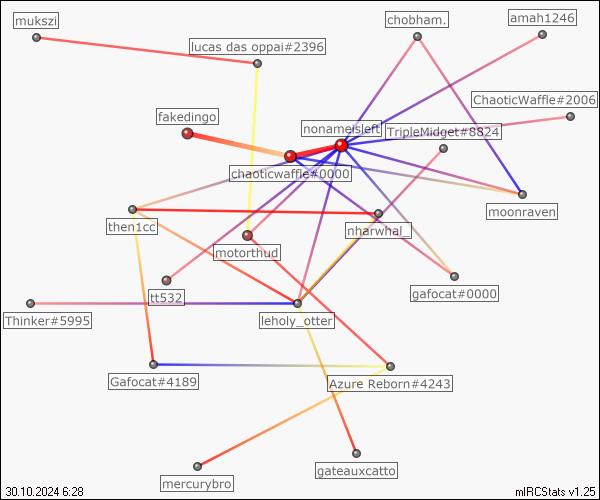 mukszi
chobham.
amah1246
lucas das oppai#2396
ChaoticWaffle#2006
fakedingo
nonameisleft
TripleMidget#8824
chaoticwaffle#0000
moonraven
then1cc
nhanwhal_
motorthud
gafocat#0000
tt532
Thinker#5995
leholy_otter
Gafocat#4189
Azure Reborn#4243
gateauxcatto
mercurybro
30.10.2024 6:28
mIRCStats v1.25